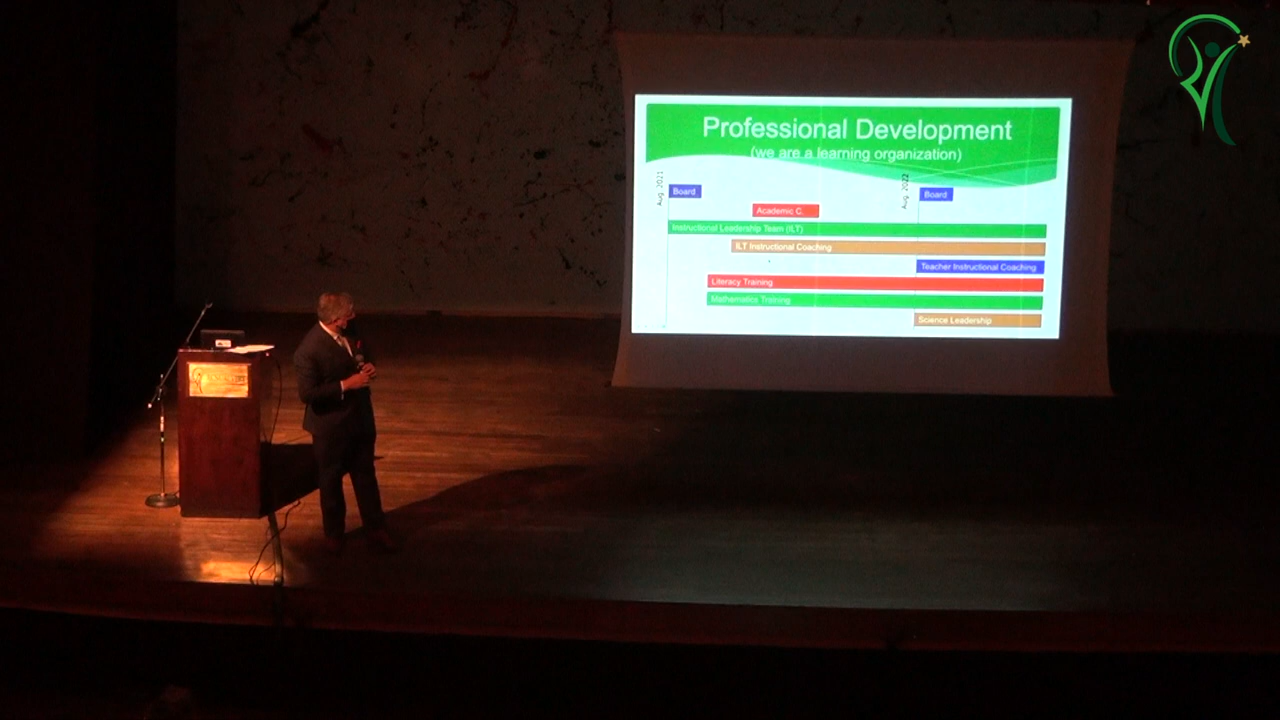 Professional Development
(we are a learning organization)
Aug. 2021
Aug. 2022
Board
Board
Academic C.
Instructional Leadership Team (ILT)
ILT Instructional Coaching
Teacher Instructional Coaching
Literacy Training
Mathematics Training
Science Leadership